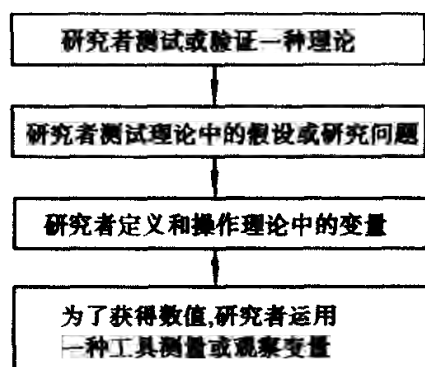 研究者测试或验证一种理论
研究者测试理论中的假设或研究问题
研究者定义和操作理论中的变量
为了获得数值,研究者运用
一种工具测量或观察变量